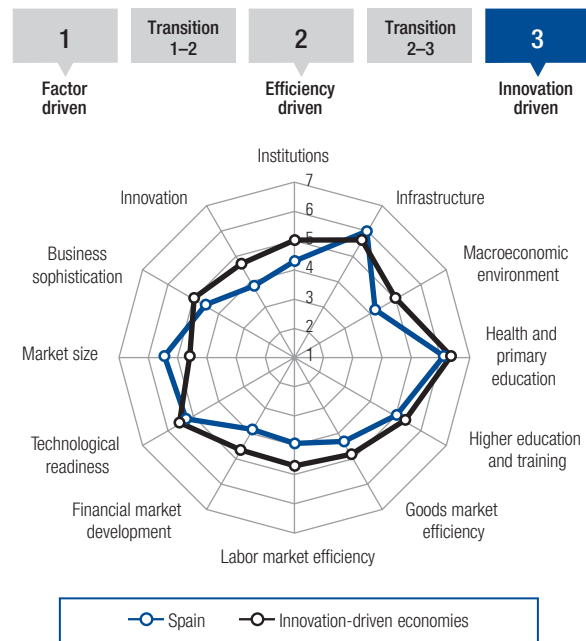 1
Transition
1–2
2
Transition
2–3
3
Factor
driven
Efficiency
driven
Innovation
driven
Institutions
7
Innovation
6
Infrastructure
5
Business
sophistication
4
Macroeconomic
environment
3
2
Market size
1
Health and
primary
education
Technological
readiness
Higher education
and training
Financial market
development
Goods market
efficiency
Labor market efficiency
Spain
Innovation-driven economies